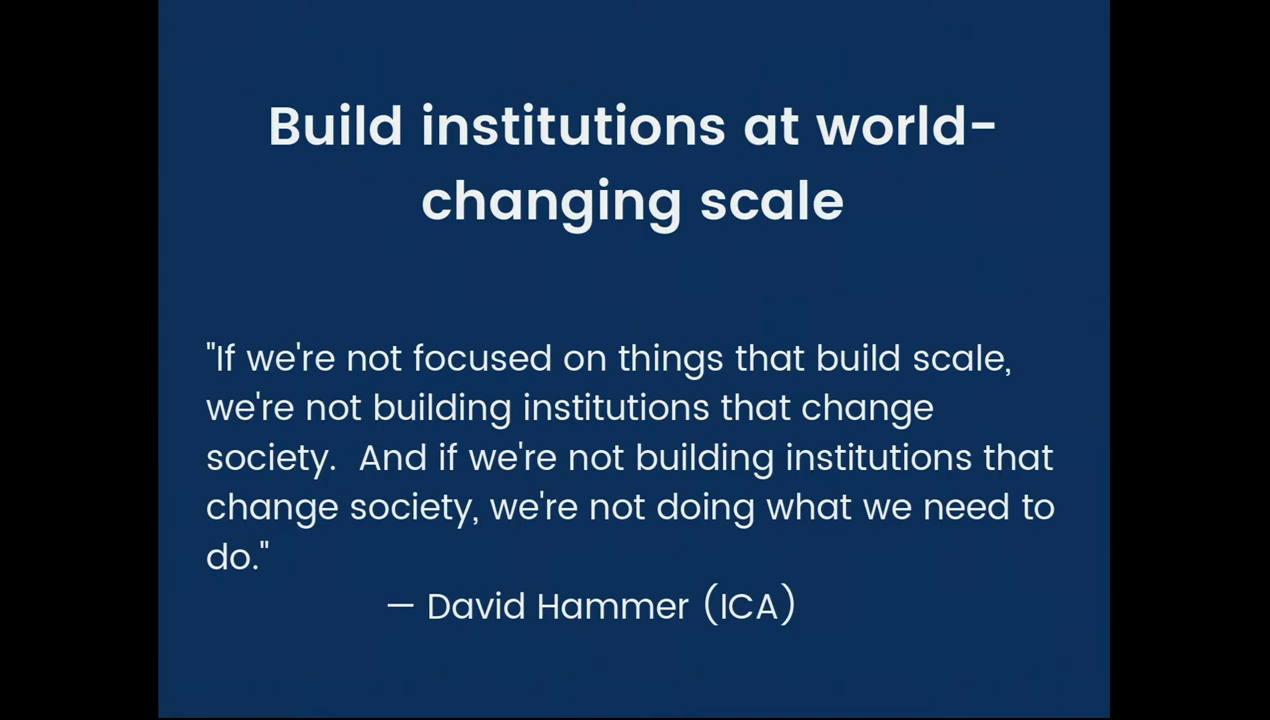 Build institutions at world-
changing scale
"If we're not focused on things that build scale,
we're not building institutions that change
society.  And if we're not building institutions that
change society, we're not doing what we need to
do."
— David Hammer (ICA)